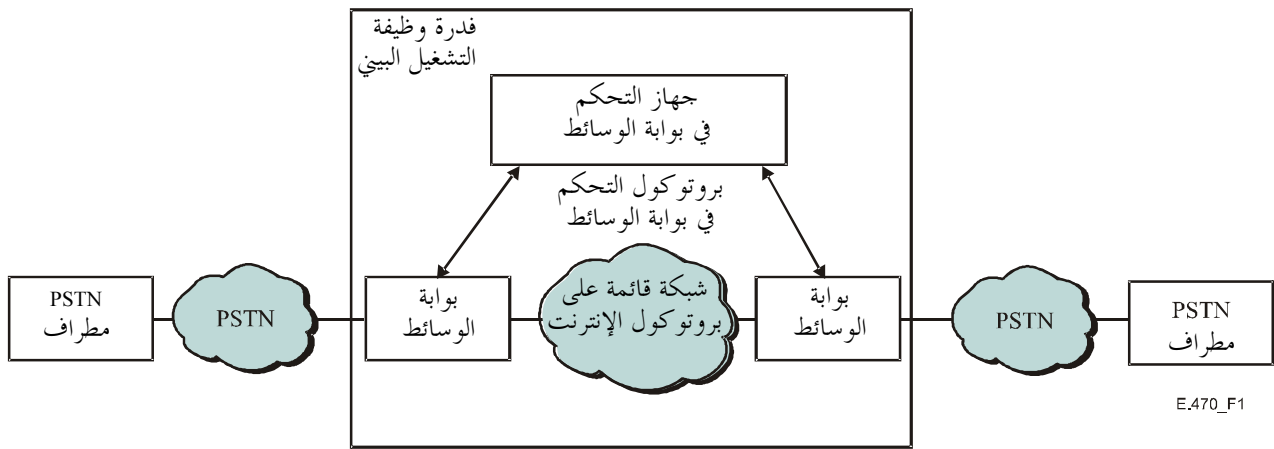 قدرة وظيفة
التشغيل البيني
جهاز التحكم
في بوابة الوسائط
بروتوكول التحكم
في بوابة الوسائط
PSTN
مطراف
PSTN
بوابة
الوسائط
شبكة قائمة على
بروتوكول الإنترنت
بوابة
الوسائط
PSTN
PSTN
مطراف
E.470_F1